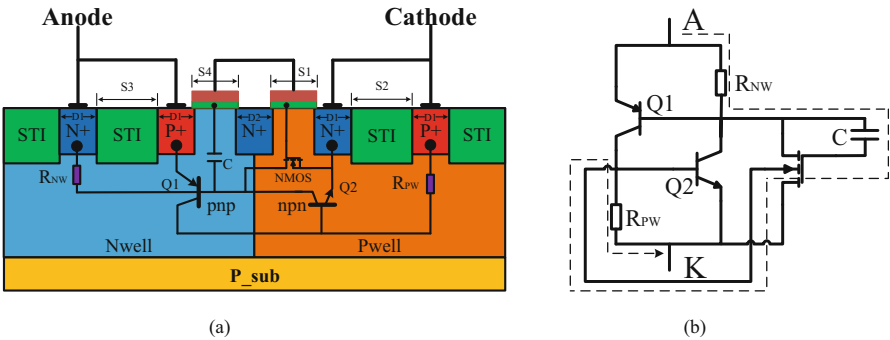 Anode
Cathode
S4
S1
S3
S2
STI
D1
N+
STI
D1
P+
D2
N+
D1
N+
STI
D1
P+
STI
C
NMOS
RNW
Q1
pnp
npn
Q2
RPW
Nwell
Pwell
P_sub
(a)
A
RNW
Q1
C
Q2
RPW
K
(b)